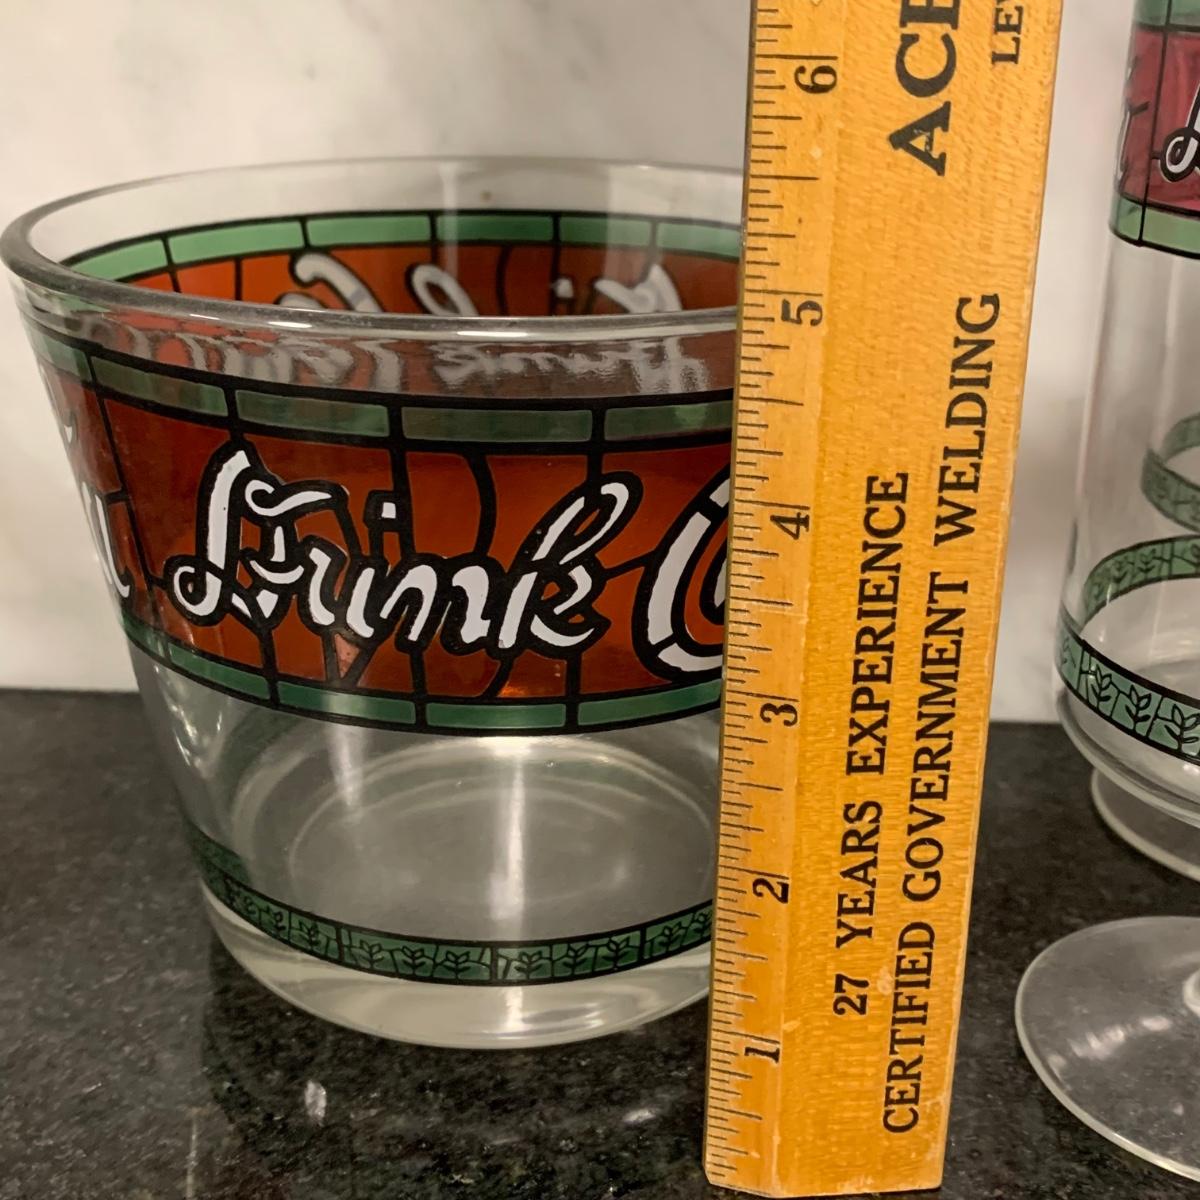 Drink C
ACE
27 YEARS EXPERIENCE
CERTIFIED GOVERNMENT WELDING
6
5
4
3
2
1